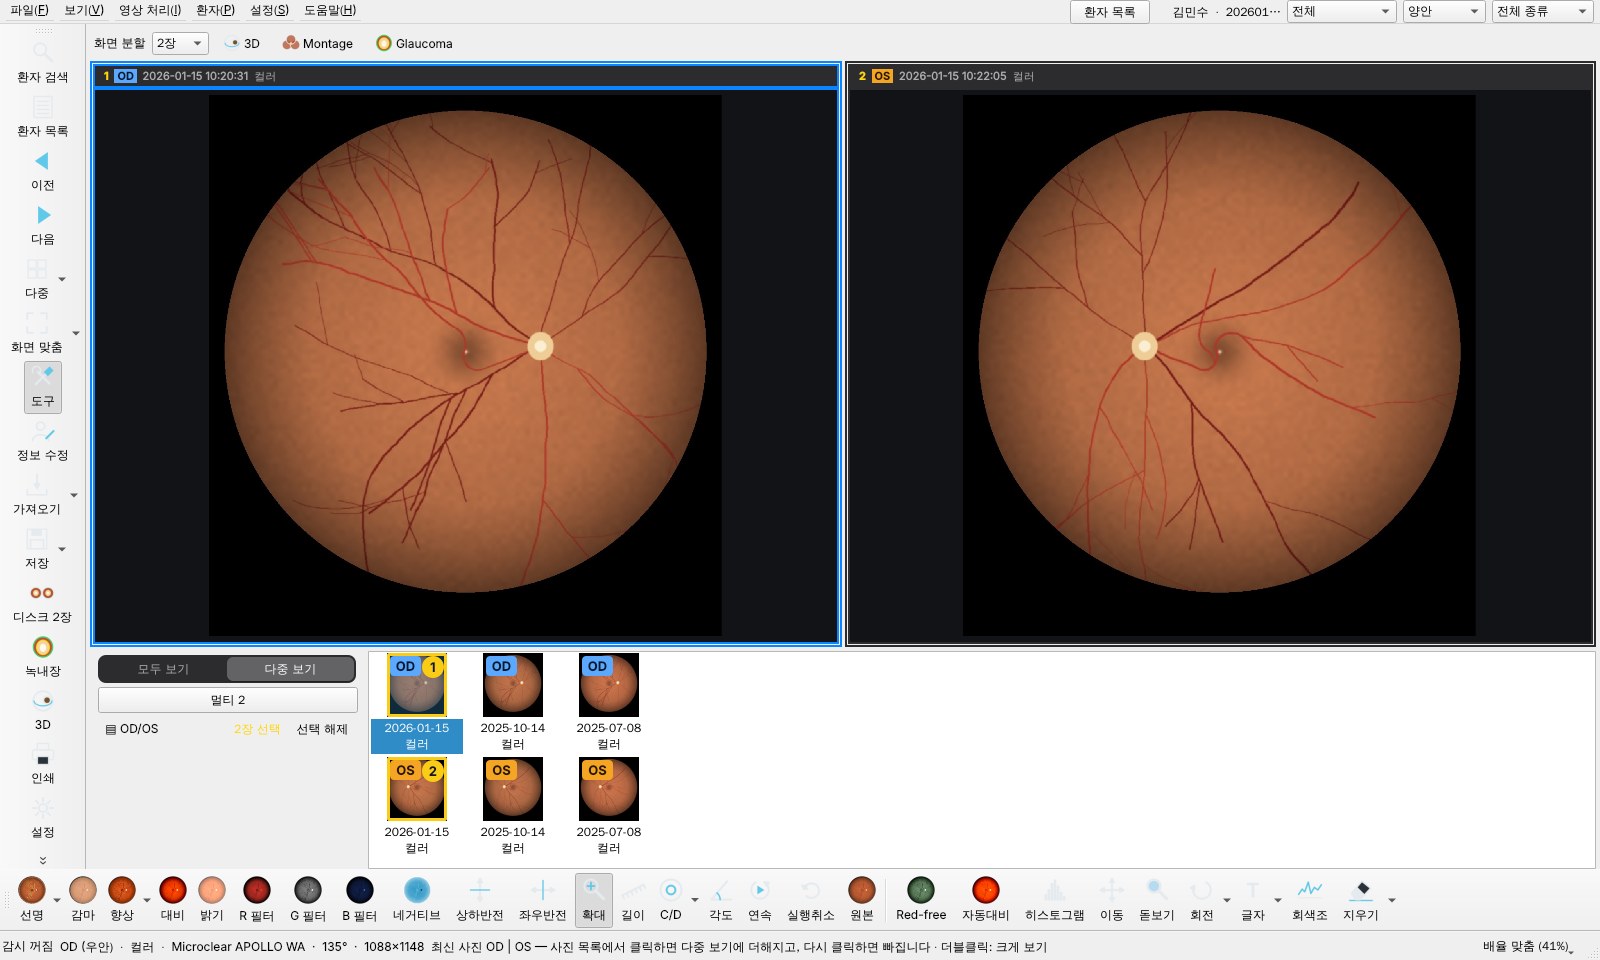 파일(F) 보기(V) 영상 처리(I) 환자(P) 설정(S) 도움말(H) 환자 목록 김민수 · 202601··· 전체 양안 전체 종류
화면 분할 2장 3D Montage Glaucoma
환자 검색
환자 목록
이전
다음
다중
화면 맞춤
도구
정보 수정
가져오기
저장
디스크 2장
녹내장
3D
인쇄
설정
1 OD 2026-01-15 10:20:31 컬러
2 OS 2026-01-15 10:22:05 컬러
모두 보기 다중 보기
멀티 2
OD/OS 2장 선택 선택 해제
OD 1 OD OD
2026-01-15 2025-10-14 2025-07-08
컬러 컬러 컬러
OS 2 OS OS
2026-01-15 2025-10-14 2025-07-08
컬러 컬러 컬러
선명 감마 향상 대비 밝기 R 필터 G 필터 B 필터 네거티브 상하반전 좌우반전 확대 길이 C/D 각도 연속 실행취소 원본 Red-free 자동대비 히스토그램 이동 돋보기 회전 글자 회색조 지우기
감시 꺼짐 OD (우안) · 컬러 · Microclear APOLLO WA · 135° · 1088×1148 최신 사진 OD | OS — 사진 목록에서 클릭하면 다중 보기에 더해지고, 다시 클릭하면 빠집니다 · 더블클릭: 크게 보기 배율 맞춤 (41%)